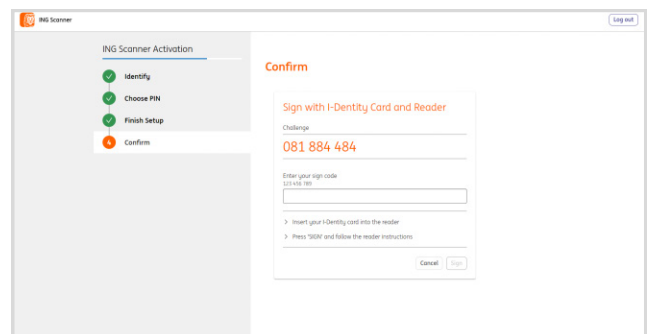 ING Scanner
Log out
ING Scanner Activation
Identify
Choose PIN
Finish Setup
4 Confirm
Confirm
Sign with I-Dentity Card and Reader
Challenge
081 884 484
Enter your sign code
123 456 789
> Insert your I-Dentity card into the reader
> Press 'SIGN' and follow the reader instructions
Cancel Sign